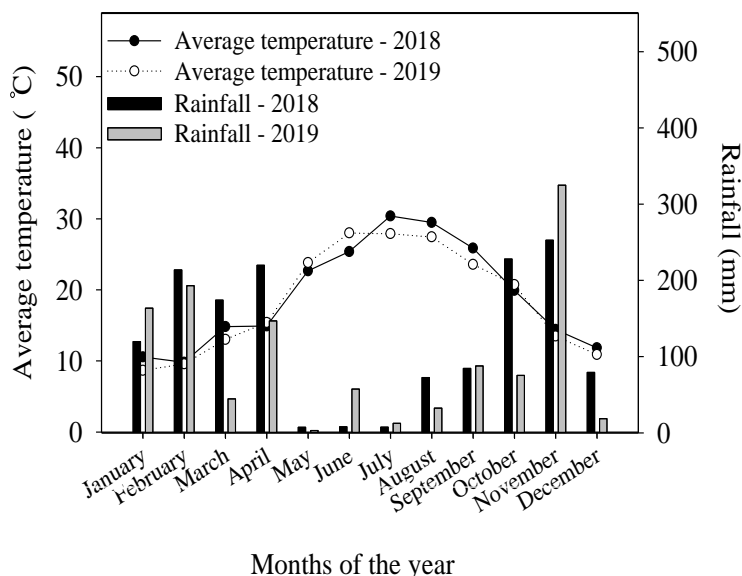 Average temperature - 2018
Average temperature - 2019
Rainfall - 2018
Rainfall - 2019
Average temperature ( ℃)
50
40
30
20
10
0
Rainfall (mm)
500
400
300
200
100
0
January
February
March
April
May
June
July
August
September
October
November
December
Months of the year